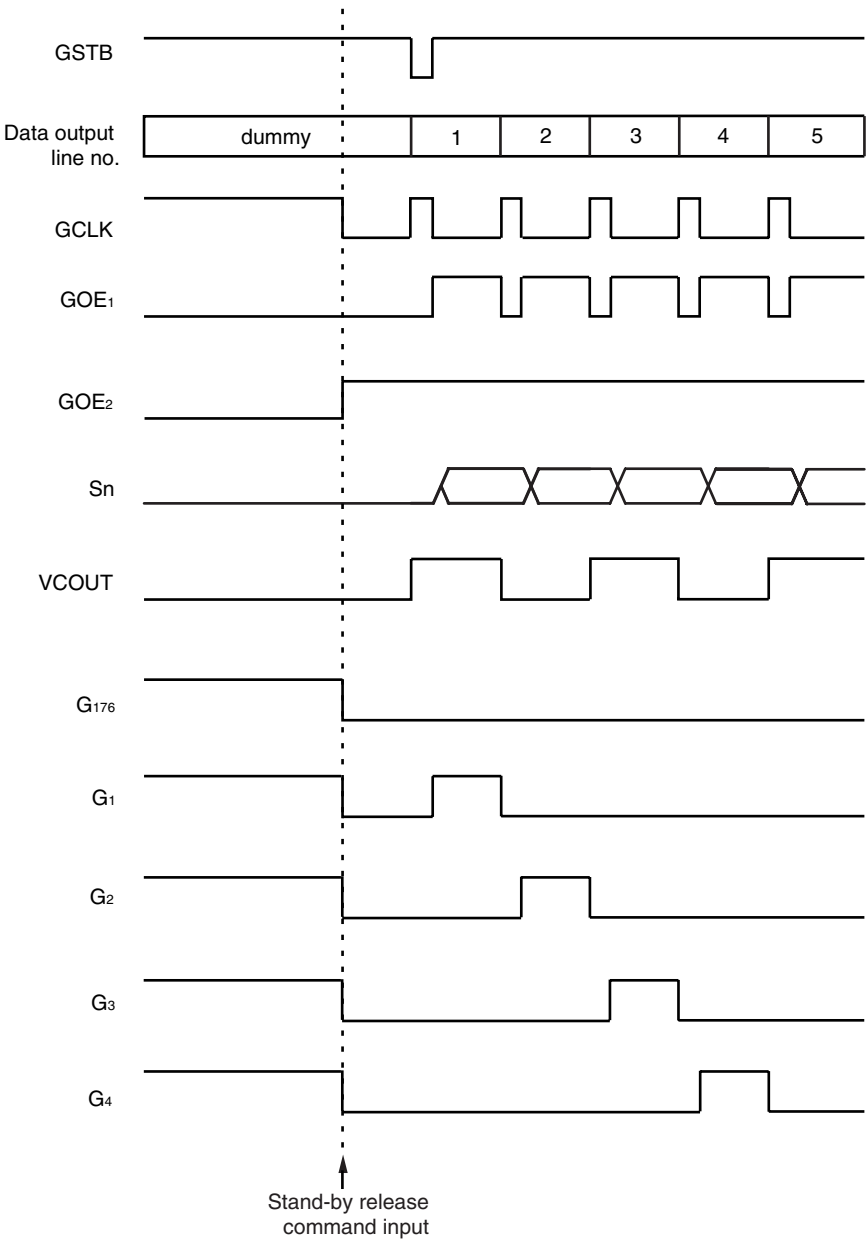 GSTB
Data output
line no.
dummy 1 2 3 4 5
GCLK
GOE1
GOE2
Sn
VCOUT
G176
G1
G2
G3
G4
Stand-by release
command input